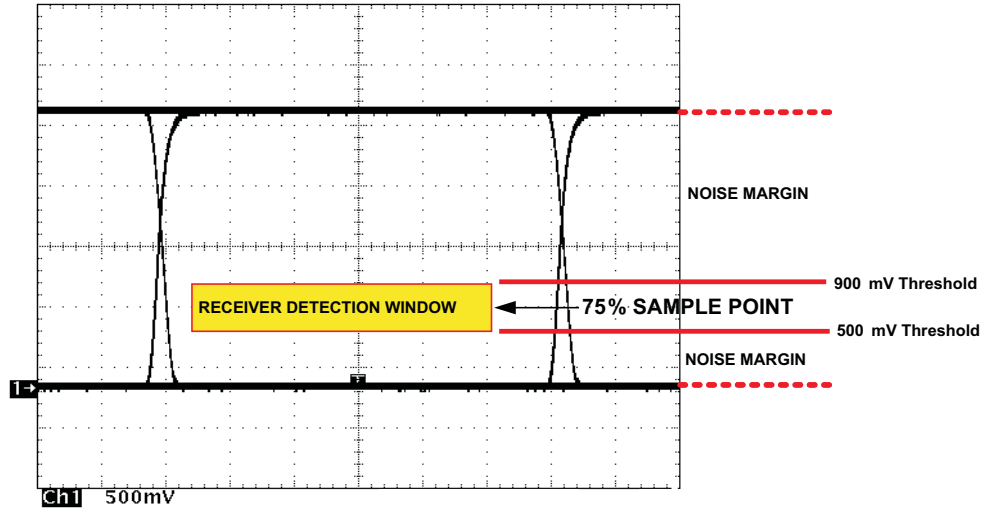 NOISE MARGIN
900 mV Threshold
RECEIVER DETECTION WINDOW
75% SAMPLE POINT
500 mV Threshold
NOISE MARGIN
1
T
Ch1 500mV